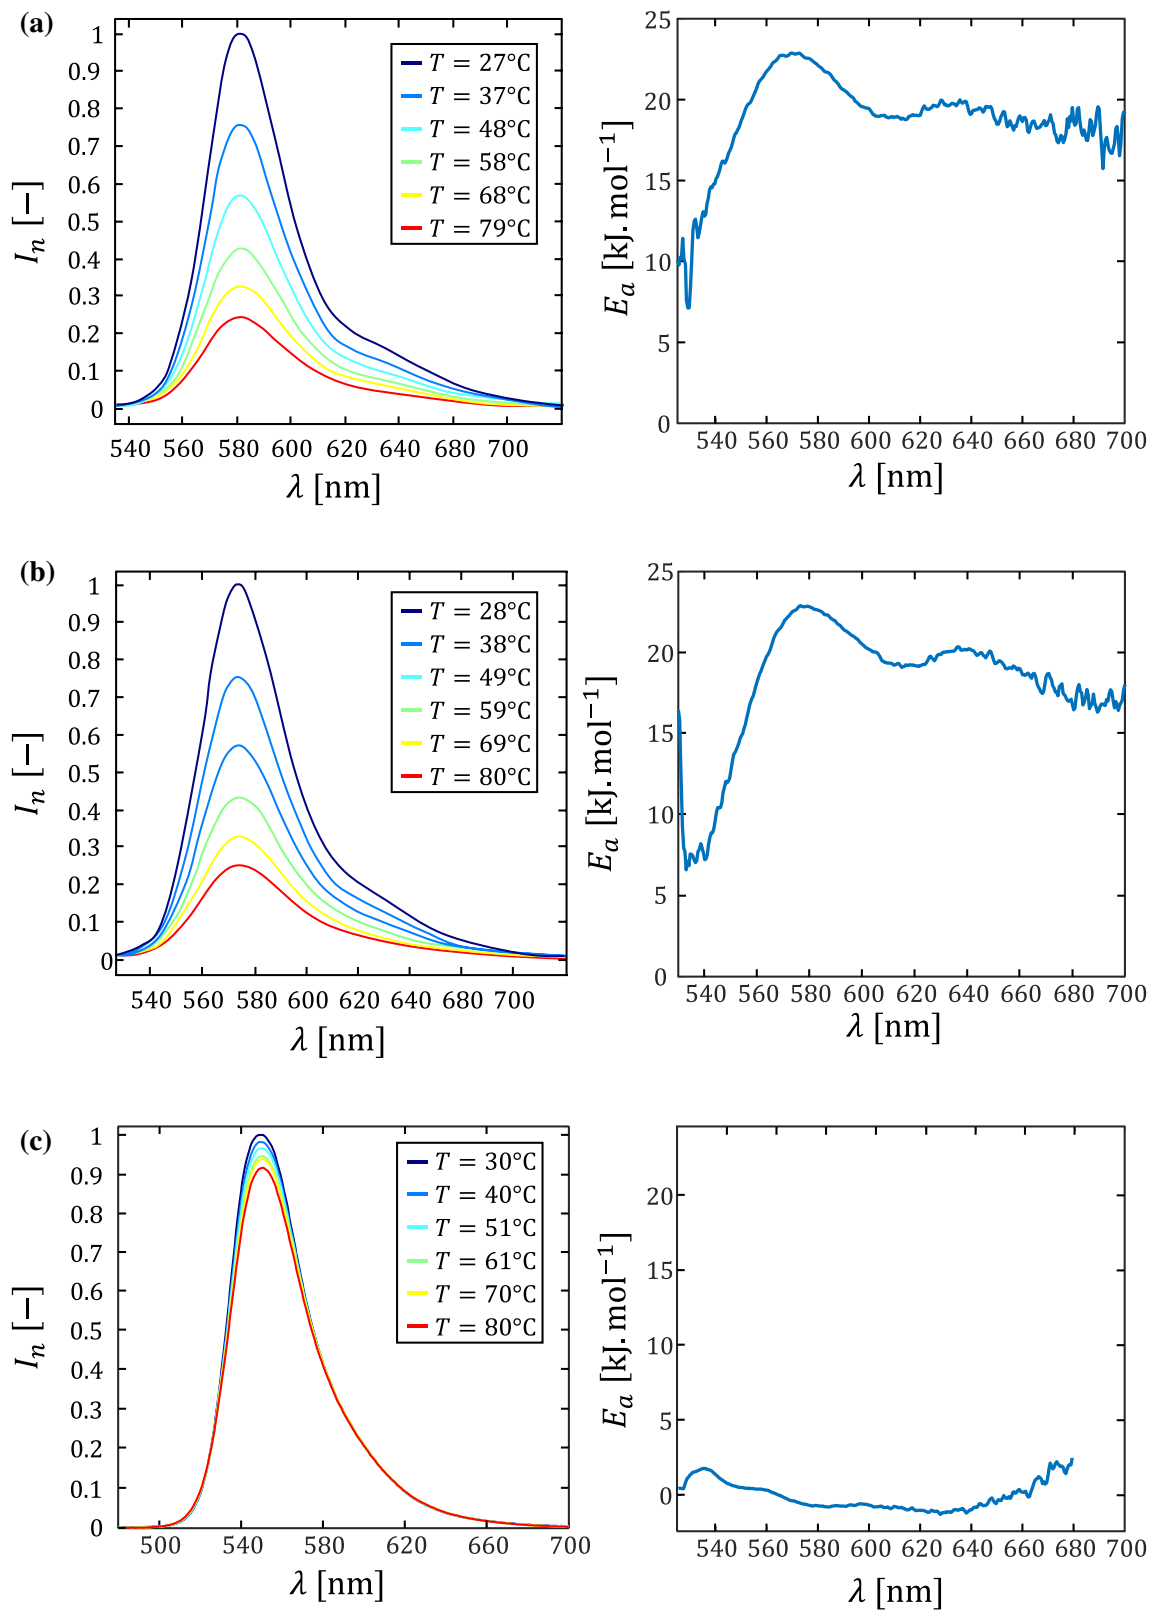 (a)
1
0.9
0.8
0.7
0.6
0.5
0.4
0.3
0.2
0.1
0
I_n [−]
540 560 580 600 620 640 680 700
λ [nm]
T = 27°C
T = 37°C
T = 48°C
T = 58°C
T = 68°C
T = 79°C
25
20
15
10
5
0
E_a [kJ.mol⁻¹]
540 560 580 600 620 640 660 680 700
λ [nm]
(b)
1
0.9
0.8
0.7
0.6
0.5
0.4
0.3
0.2
0.1
0
I_n [−]
540 560 580 600 620 640 680 700
λ [nm]
T = 28°C
T = 38°C
T = 49°C
T = 59°C
T = 69°C
T = 80°C
25
20
15
10
5
0
E_a [kJ.mol⁻¹]
540 560 580 600 620 640 660 680 700
λ [nm]
(c)
1
0.9
0.8
0.7
0.6
0.5
0.4
0.3
0.2
0.1
0
I_n [−]
500 540 580 620 660 700
λ [nm]
T = 30°C
T = 40°C
T = 51°C
T = 61°C
T = 70°C
T = 80°C
20
15
10
5
0
E_a [kJ.mol⁻¹]
540 560 580 600 620 640 660 680 700
λ [nm]